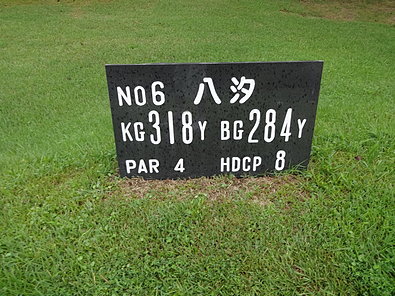 NO6 八汐
KG318Y BG284Y
PAR 4 HDCP 8